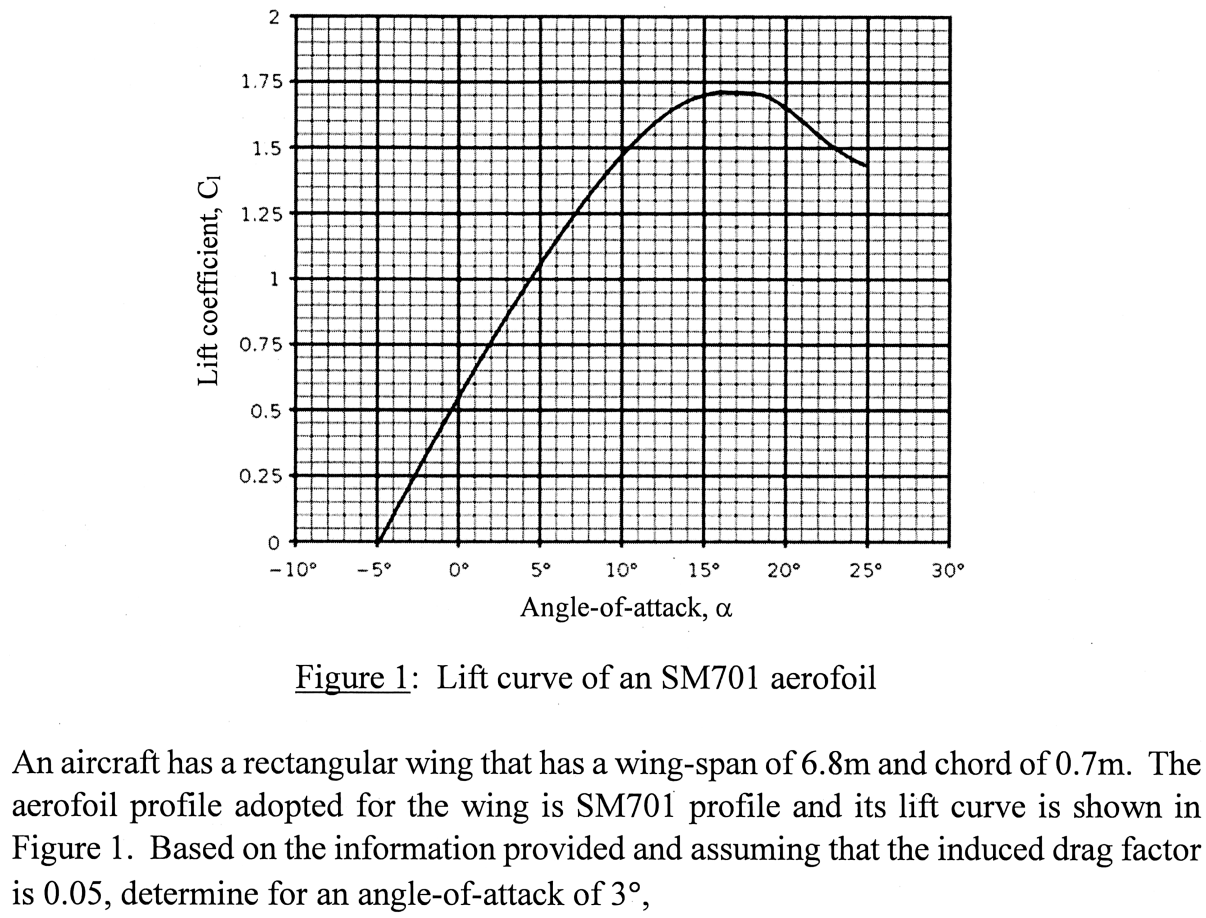 2
1.75
1.5
Lift coefficient, Cl
1.25
1
0.75
0.5
0.25
0
−10° −5° 0° 5° 10° 15° 20° 25° 30°
Angle-of-attack, α
Figure 1: Lift curve of an SM701 aerofoil
An aircraft has a rectangular wing that has a wing-span of 6.8m and chord of 0.7m. The
aerofoil profile adopted for the wing is SM701 profile and its lift curve is shown in
Figure 1. Based on the information provided and assuming that the induced drag factor
is 0.05, determine for an angle-of-attack of 3°,